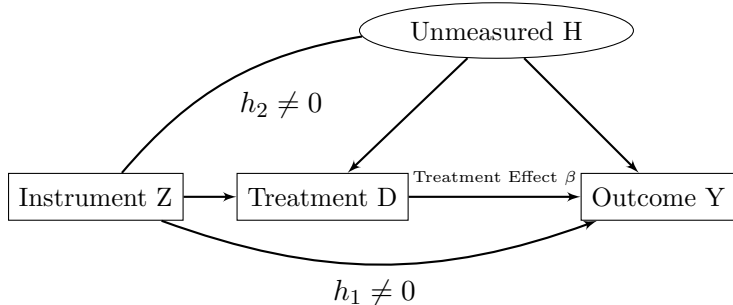 Unmeasured H
h₂ ≠ 0
Instrument Z
Treatment D
Treatment Effect β
Outcome Y
h₁ ≠ 0